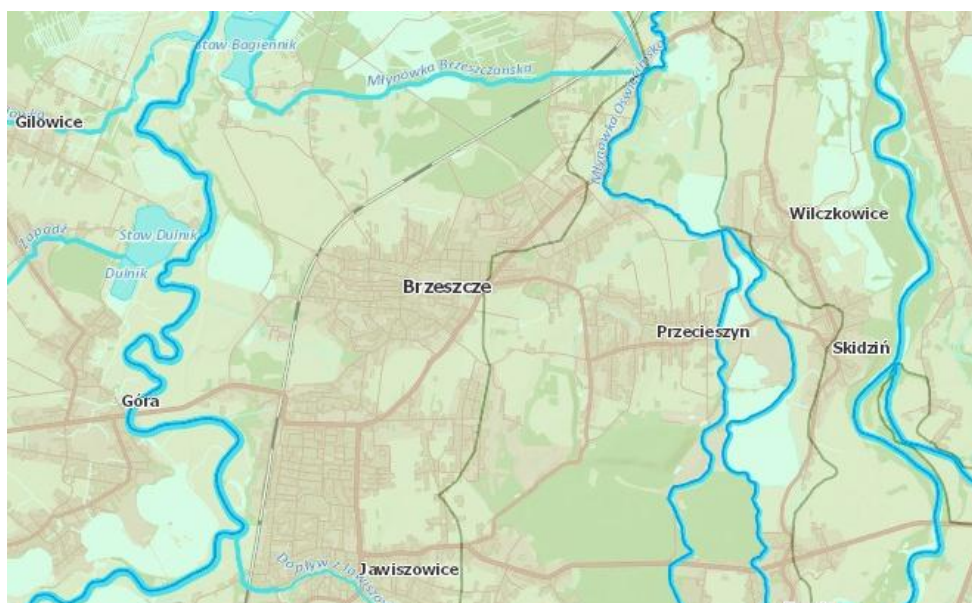 Staw Bagiennik
Młynówka Brzeszczańska
Młynówka Oświęcimska
Gilowice
Wilczkowice
Staw Dulnik
Dulnik
Brzeszcze
Przecieszyn
Skidziń
Góra
Jawiszowice